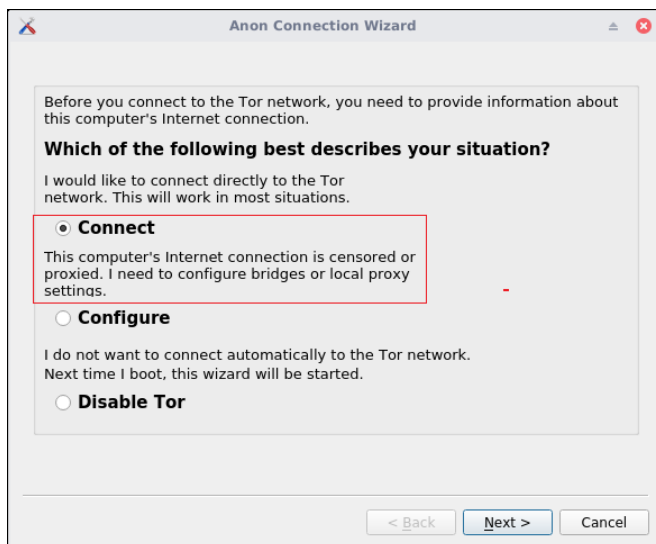 Anon Connection Wizard
Before you connect to the Tor network, you need to provide information about
this computer's Internet connection.
Which of the following best describes your situation?
I would like to connect directly to the Tor
network. This will work in most situations.
Connect
This computer's Internet connection is censored or
proxied. I need to configure bridges or local proxy
settings.
Configure
I do not want to connect automatically to the Tor network.
Next time I boot, this wizard will be started.
Disable Tor
< Back Next > Cancel